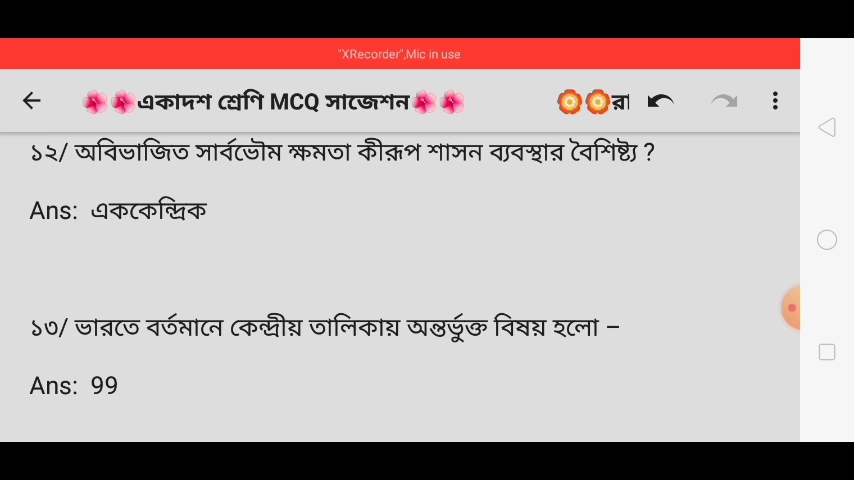 "XRecorder",Mic in use
🌺🌺একাদশ শ্রেণি MCQ সাজেশন🌺🌺
১২/ অবিভাজিত সার্বভৌম ক্ষমতা কীরূপ শাসন ব্যবস্থার বৈশিষ্ট্য ?
Ans: এককেন্দ্রিক
১৩/ ভারতে বর্তমানে কেন্দ্রীয় তালিকায় অন্তর্ভুক্ত বিষয় হলো –
Ans: 99